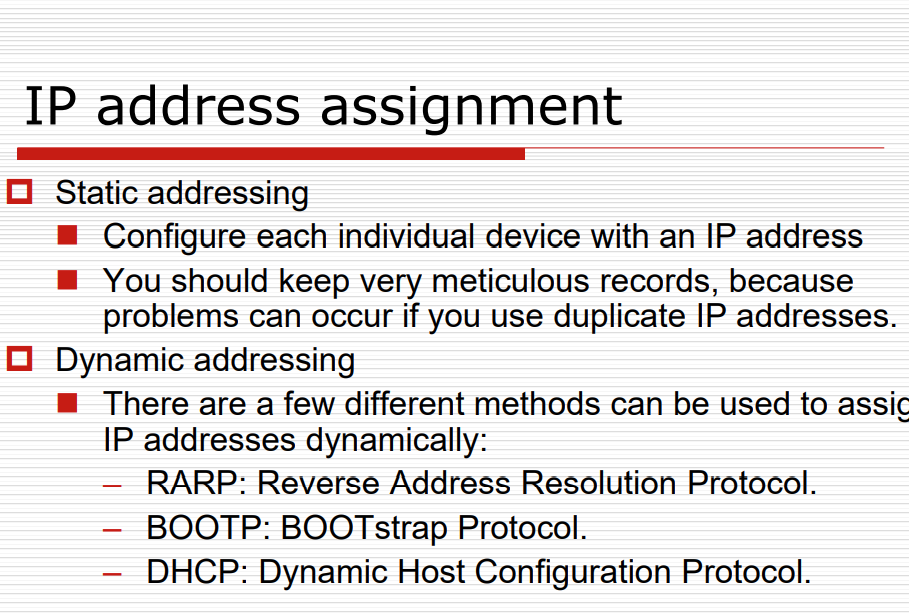 IP address assignment
Static addressing
Configure each individual device with an IP address
You should keep very meticulous records, because
problems can occur if you use duplicate IP addresses.
Dynamic addressing
There are a few different methods can be used to assig
IP addresses dynamically:
– RARP: Reverse Address Resolution Protocol.
– BOOTP: BOOTstrap Protocol.
– DHCP: Dynamic Host Configuration Protocol.